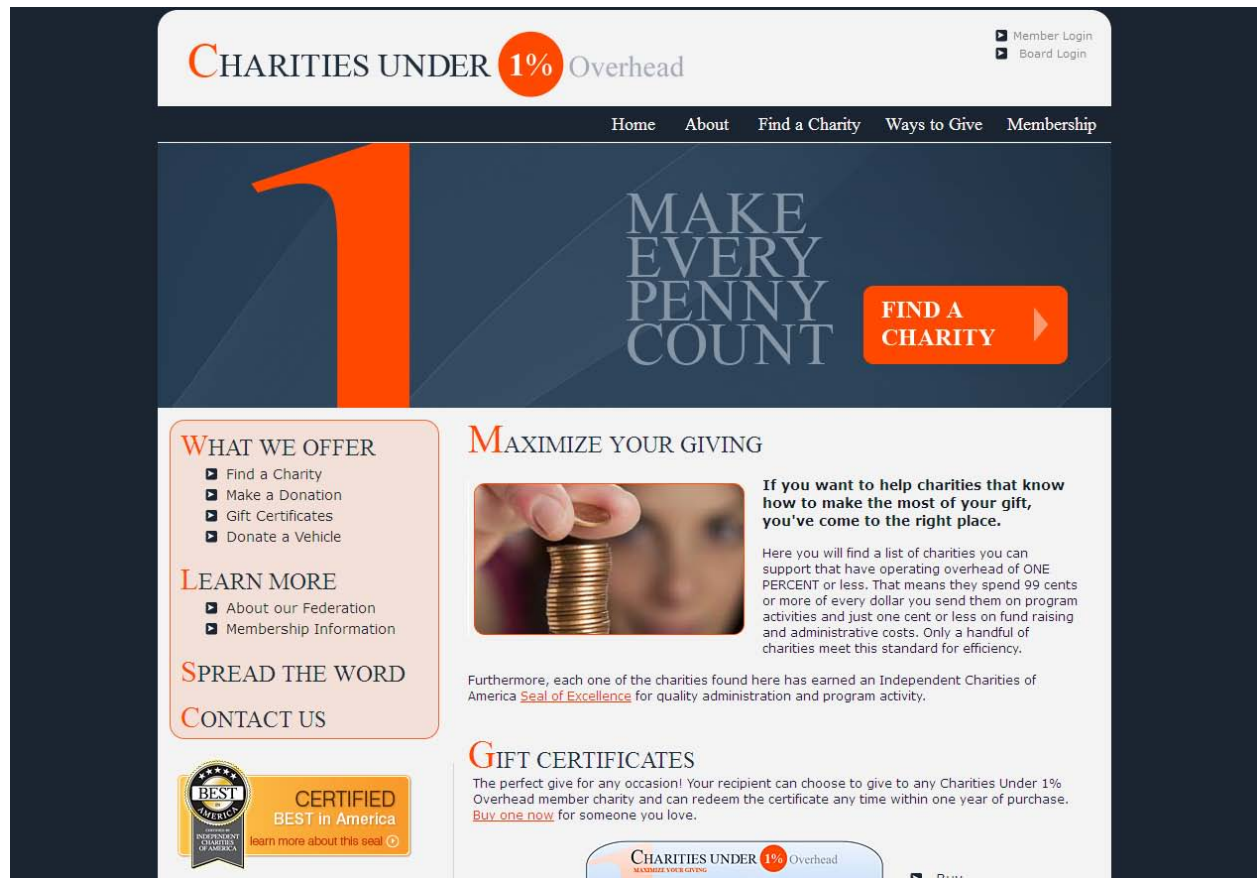 CHARITIES UNDER 1% Overhead
Member Login
Board Login
Home About Find a Charity Ways to Give Membership
1
MAKE
EVERY
PENNY
COUNT
FIND A
CHARITY
WHAT WE OFFER
Find a Charity
Make a Donation
Gift Certificates
Donate a Vehicle
LEARN MORE
About our Federation
Membership Information
SPREAD THE WORD
CONTACT US
BEST
IN
AMERICA
CERTIFIED BY
INDEPENDENT
CHARITIES
OF AMERICA
CERTIFIED
BEST in America
learn more about this seal
MAXIMIZE YOUR GIVING
If you want to help charities that know
how to make the most of your gift,
you've come to the right place.
Here you will find a list of charities you can
support that have operating overhead of ONE
PERCENT or less. That means they spend 99 cents
or more of every dollar you send them on program
activities and just one cent or less on fund raising
and administrative costs. Only a handful of
charities meet this standard for efficiency.
Furthermore, each one of the charities found here has earned an Independent Charities of
America Seal of Excellence for quality administration and program activity.
GIFT CERTIFICATES
The perfect give for any occasion! Your recipient can choose to give to any Charities Under 1%
Overhead member charity and can redeem the certificate any time within one year of purchase.
Buy one now for someone you love.
CHARITIES UNDER 1% Overhead
MAXIMIZE YOUR GIVING
Buy